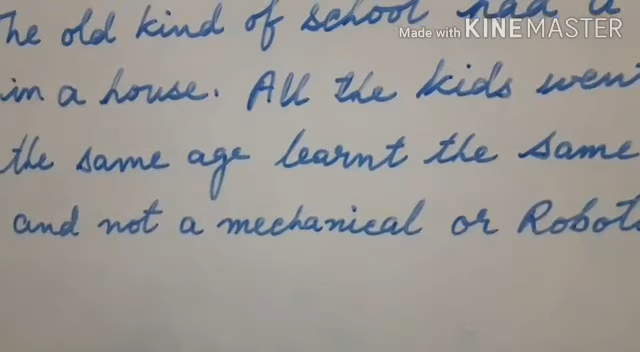 he old kind of school had a
Made with KINEMASTER
in a house. All the kids went
the same age learnt the same
and not a mechanical or Robot